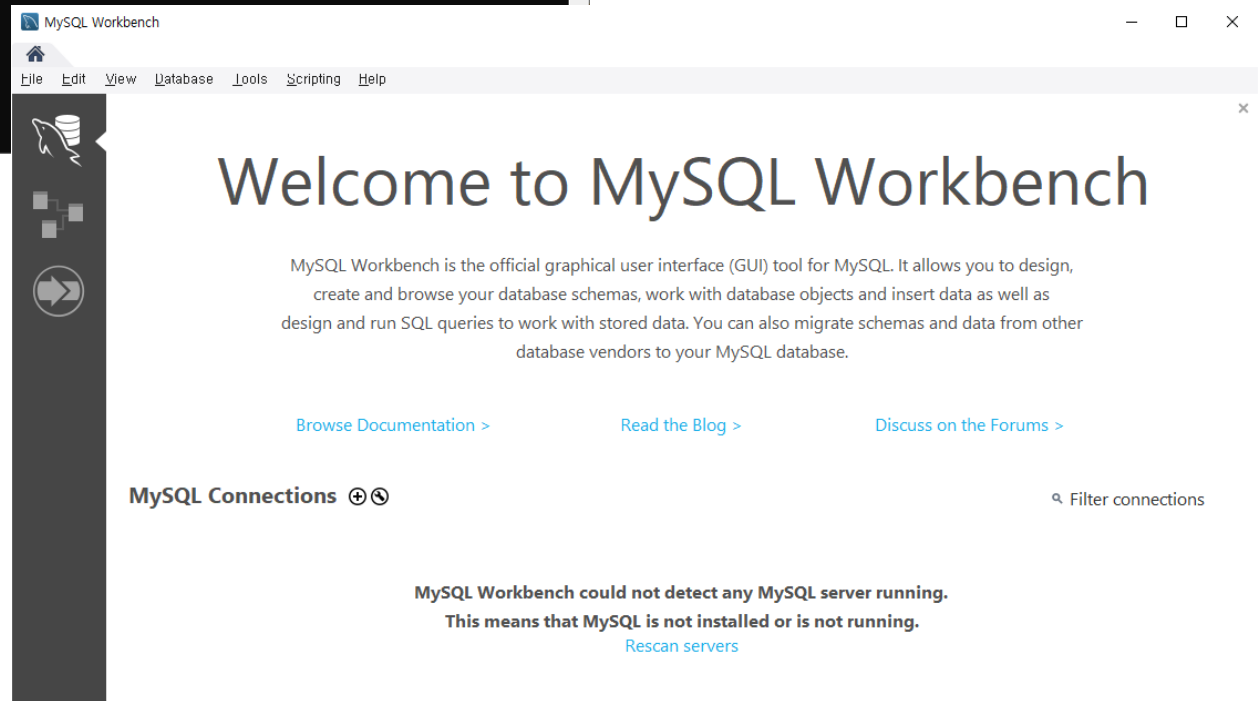 MySQL Workbench
File Edit View Database Tools Scripting Help
Welcome to MySQL Workbench
MySQL Workbench is the official graphical user interface (GUI) tool for MySQL. It allows you to design,
create and browse your database schemas, work with database objects and insert data as well as
design and run SQL queries to work with stored data. You can also migrate schemas and data from other
database vendors to your MySQL database.
Browse Documentation > Read the Blog > Discuss on the Forums >
MySQL Connections Filter connections
MySQL Workbench could not detect any MySQL server running.
This means that MySQL is not installed or is not running.
Rescan servers